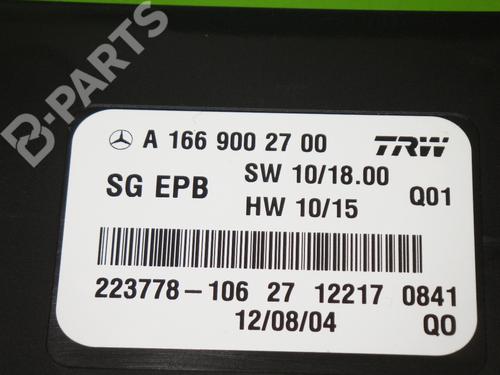 B-PARTS
A 166 900 27 00 TRW
SG EPB SW 10/18.00 Q01
HW 10/15
223778-106 27 12217 0841
12/08/04 Q0